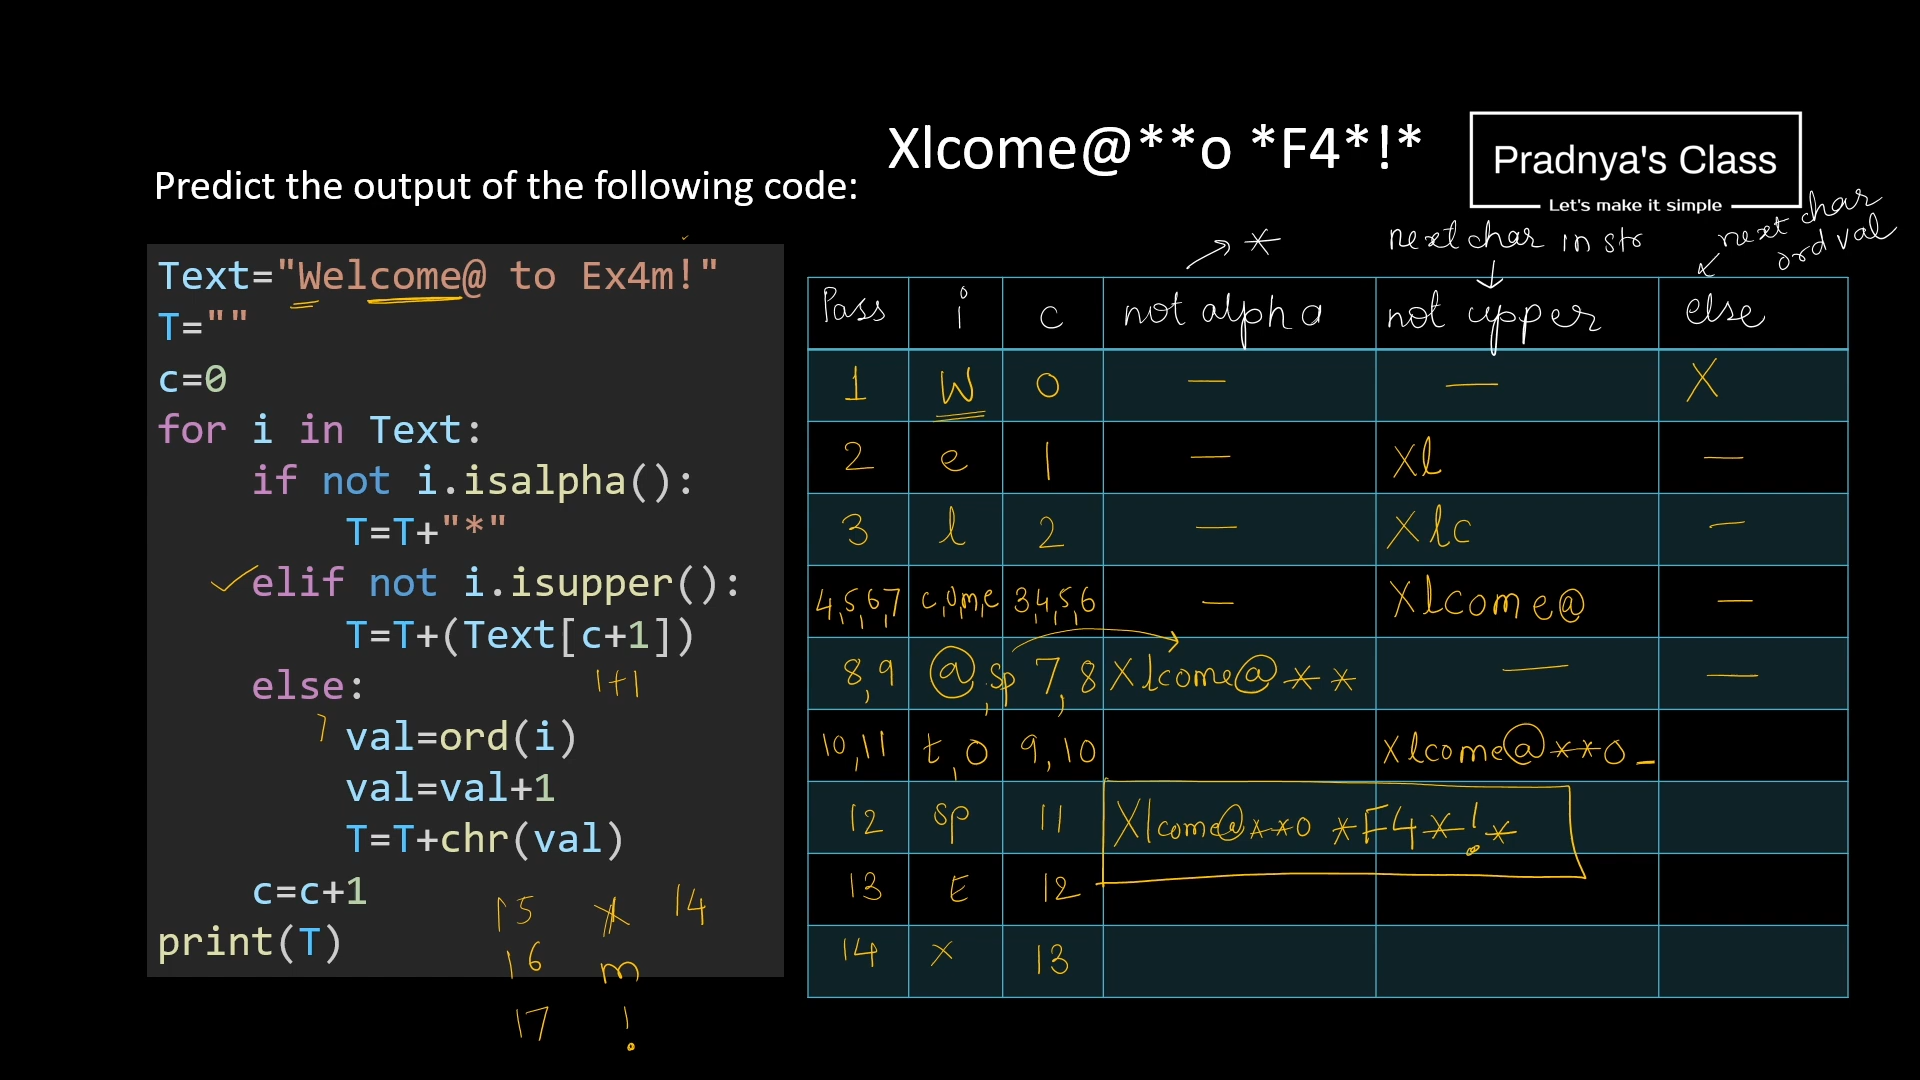 Xlcome@**o *F4*!*
Pradnya's Class
Let's make it simple
Predict the output of the following code:
Text="Welcome@ to Ex4m!"
T=""
c=0
for i in Text:
    if not i.isalpha():
        T=T+"*"
    elif not i.isupper():
        T=T+(Text[c+1])
    else:
        val=ord(i)
        val=val+1
        T=T+chr(val)
    c=c+1
print(T)
1+1
15 14
16 m
17 !
*
next char in str
next char
ord val
Pass i c not alpha not upper else
1 W 0 — — X
2 e 1 — Xl —
3 l 2 — Xlc —
4,5,6,7 c,o,m,e 3,4,5,6 — Xlcome@ —
8,9 @,sp 7,8 Xlcome@** — —
10,11 t,o 9,10 Xlcome@**o_
12 sp 11 Xlcome@**o *F4*!*
13 E 12
14 x 13